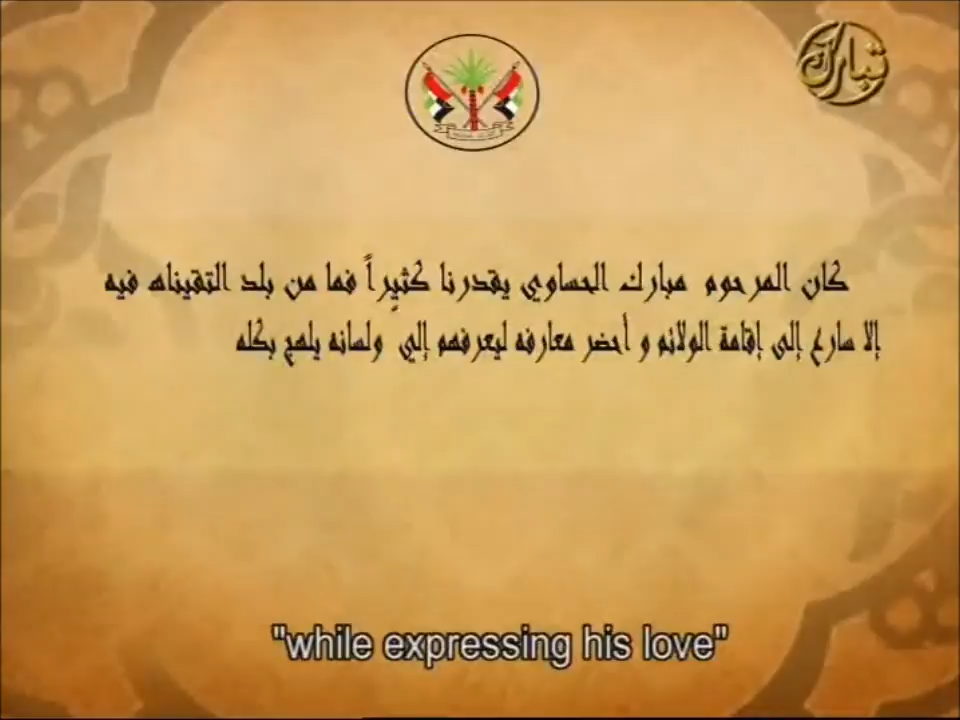 تبارك
كان المرحوم مبارك الحساوي يقدرنا كثيراً فما من بلد التقيناه فيه
إلا سارع إلى إقامة الولائم و أحضر معارفه ليعرفهم إلي ولسانه يلهج بكله
"while expressing his love"